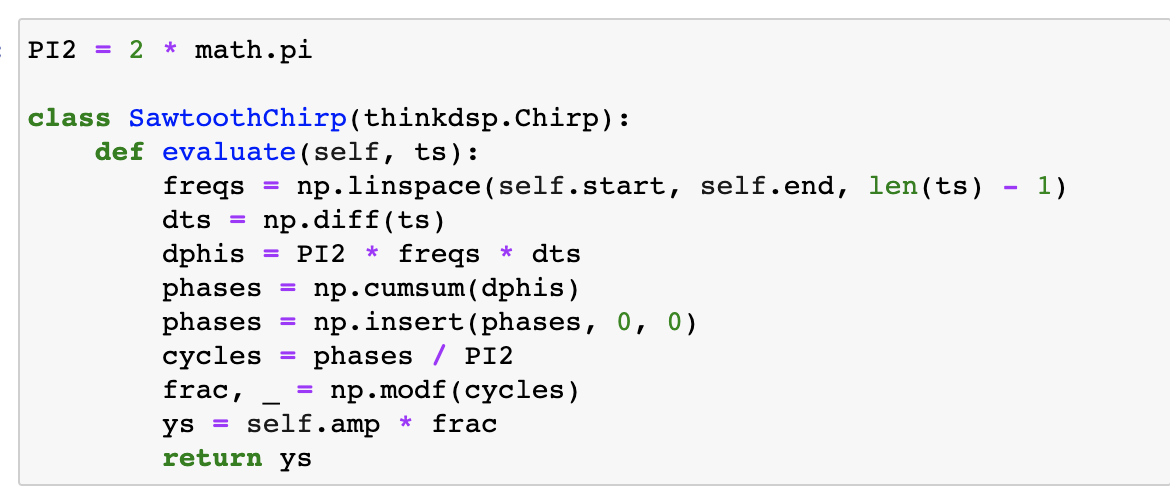 PI2 = 2 * math.pi

class SawtoothChirp(thinkdsp.Chirp):
    def evaluate(self, ts):
        freqs = np.linspace(self.start, self.end, len(ts) - 1)
        dts = np.diff(ts)
        dphis = PI2 * freqs * dts
        phases = np.cumsum(dphis)
        phases = np.insert(phases, 0, 0)
        cycles = phases / PI2
        frac, _ = np.modf(cycles)
        ys = self.amp * frac
        return ys